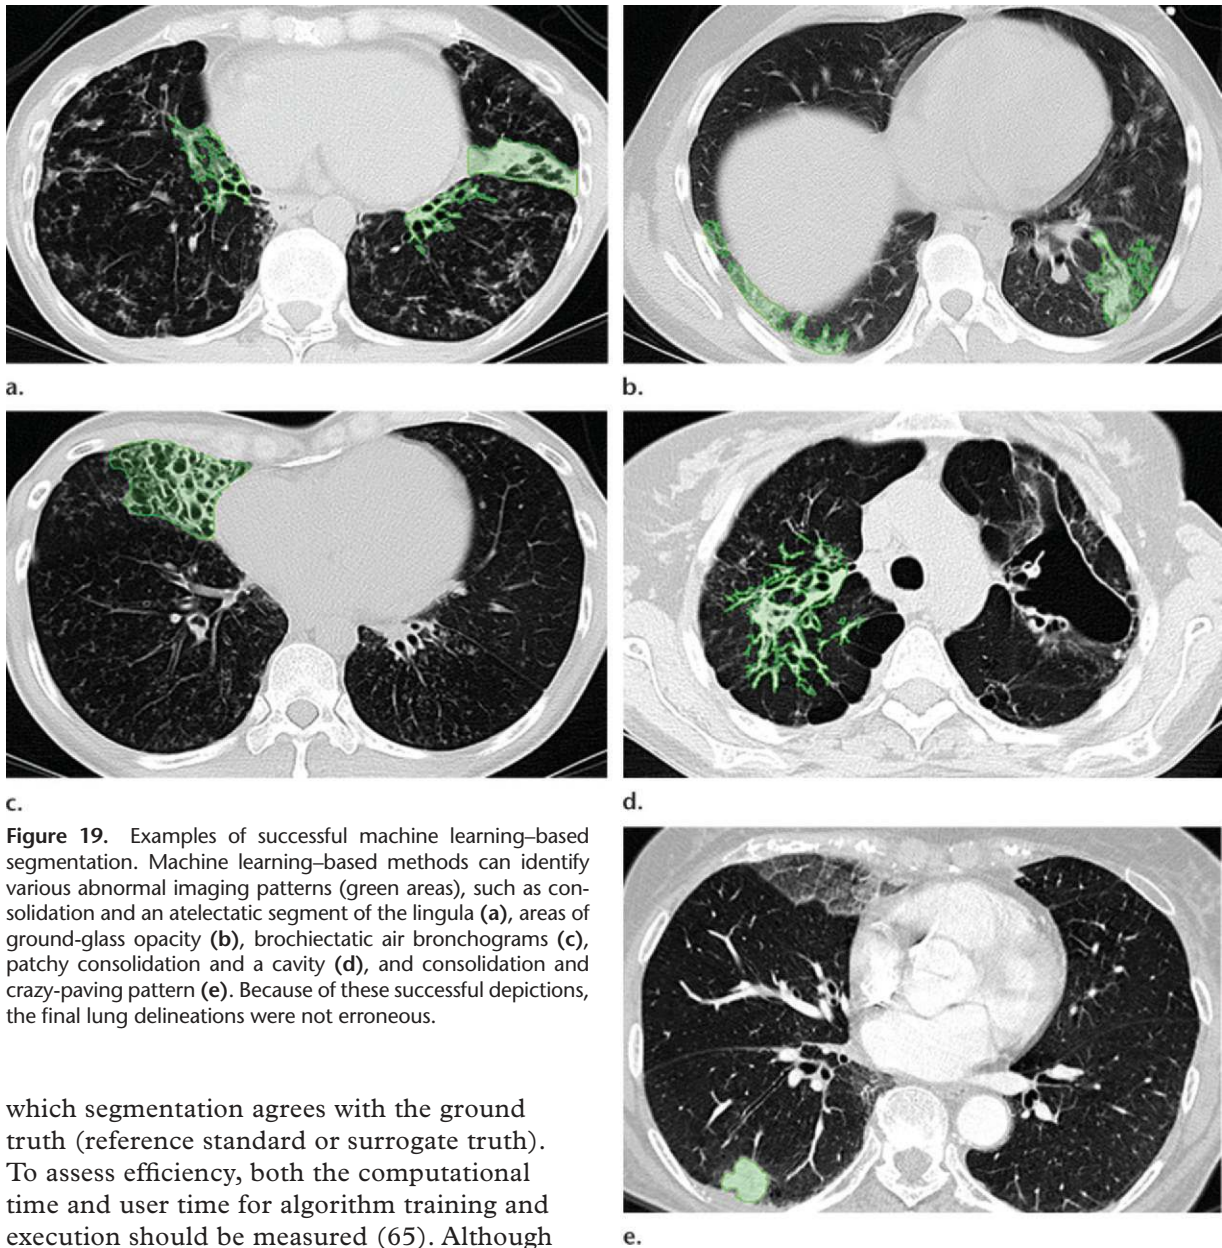 a.
b.
c.
d.
Figure 19. Examples of successful machine learning–based
segmentation. Machine learning–based methods can identify
various abnormal imaging patterns (green areas), such as con-
solidation and an atelectatic segment of the lingula (a), areas of
ground-glass opacity (b), brochiectatic air bronchograms (c),
patchy consolidation and a cavity (d), and consolidation and
crazy-paving pattern (e). Because of these successful depictions,
the final lung delineations were not erroneous.
which segmentation agrees with the ground
truth (reference standard or surrogate truth).
To assess efficiency, both the computational
time and user time for algorithm training and
execution should be measured (65). Although
e.